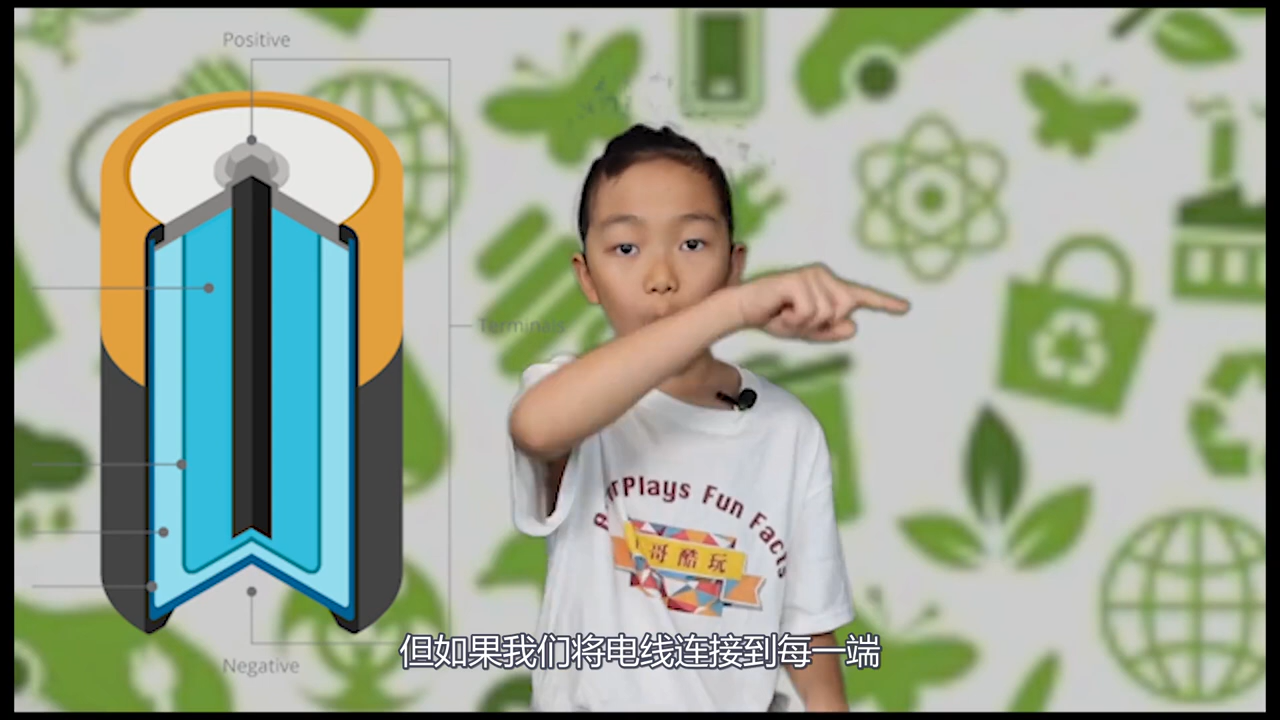 Positive
Terminals
Plays Fun Facts
哥酷玩
但如果我们将电线连接到每一端
Negative